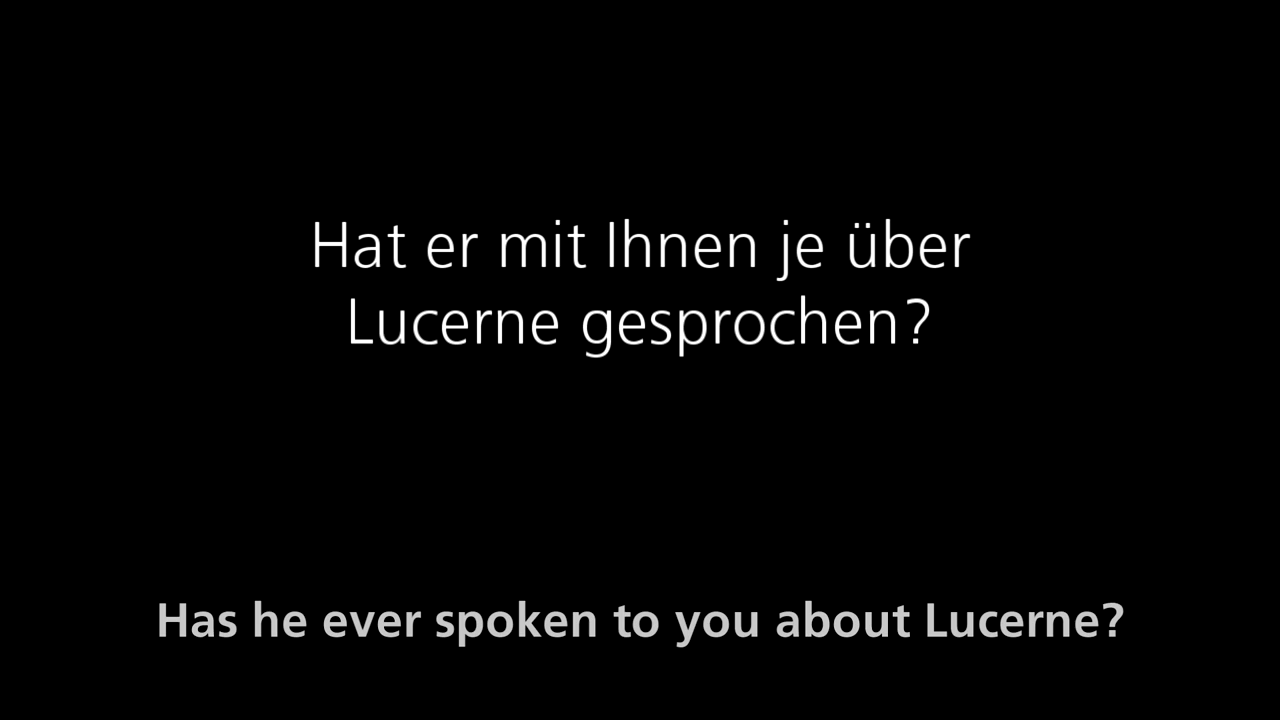 Hat er mit Ihnen je über
Lucerne gesprochen?
Has he ever spoken to you about Lucerne?